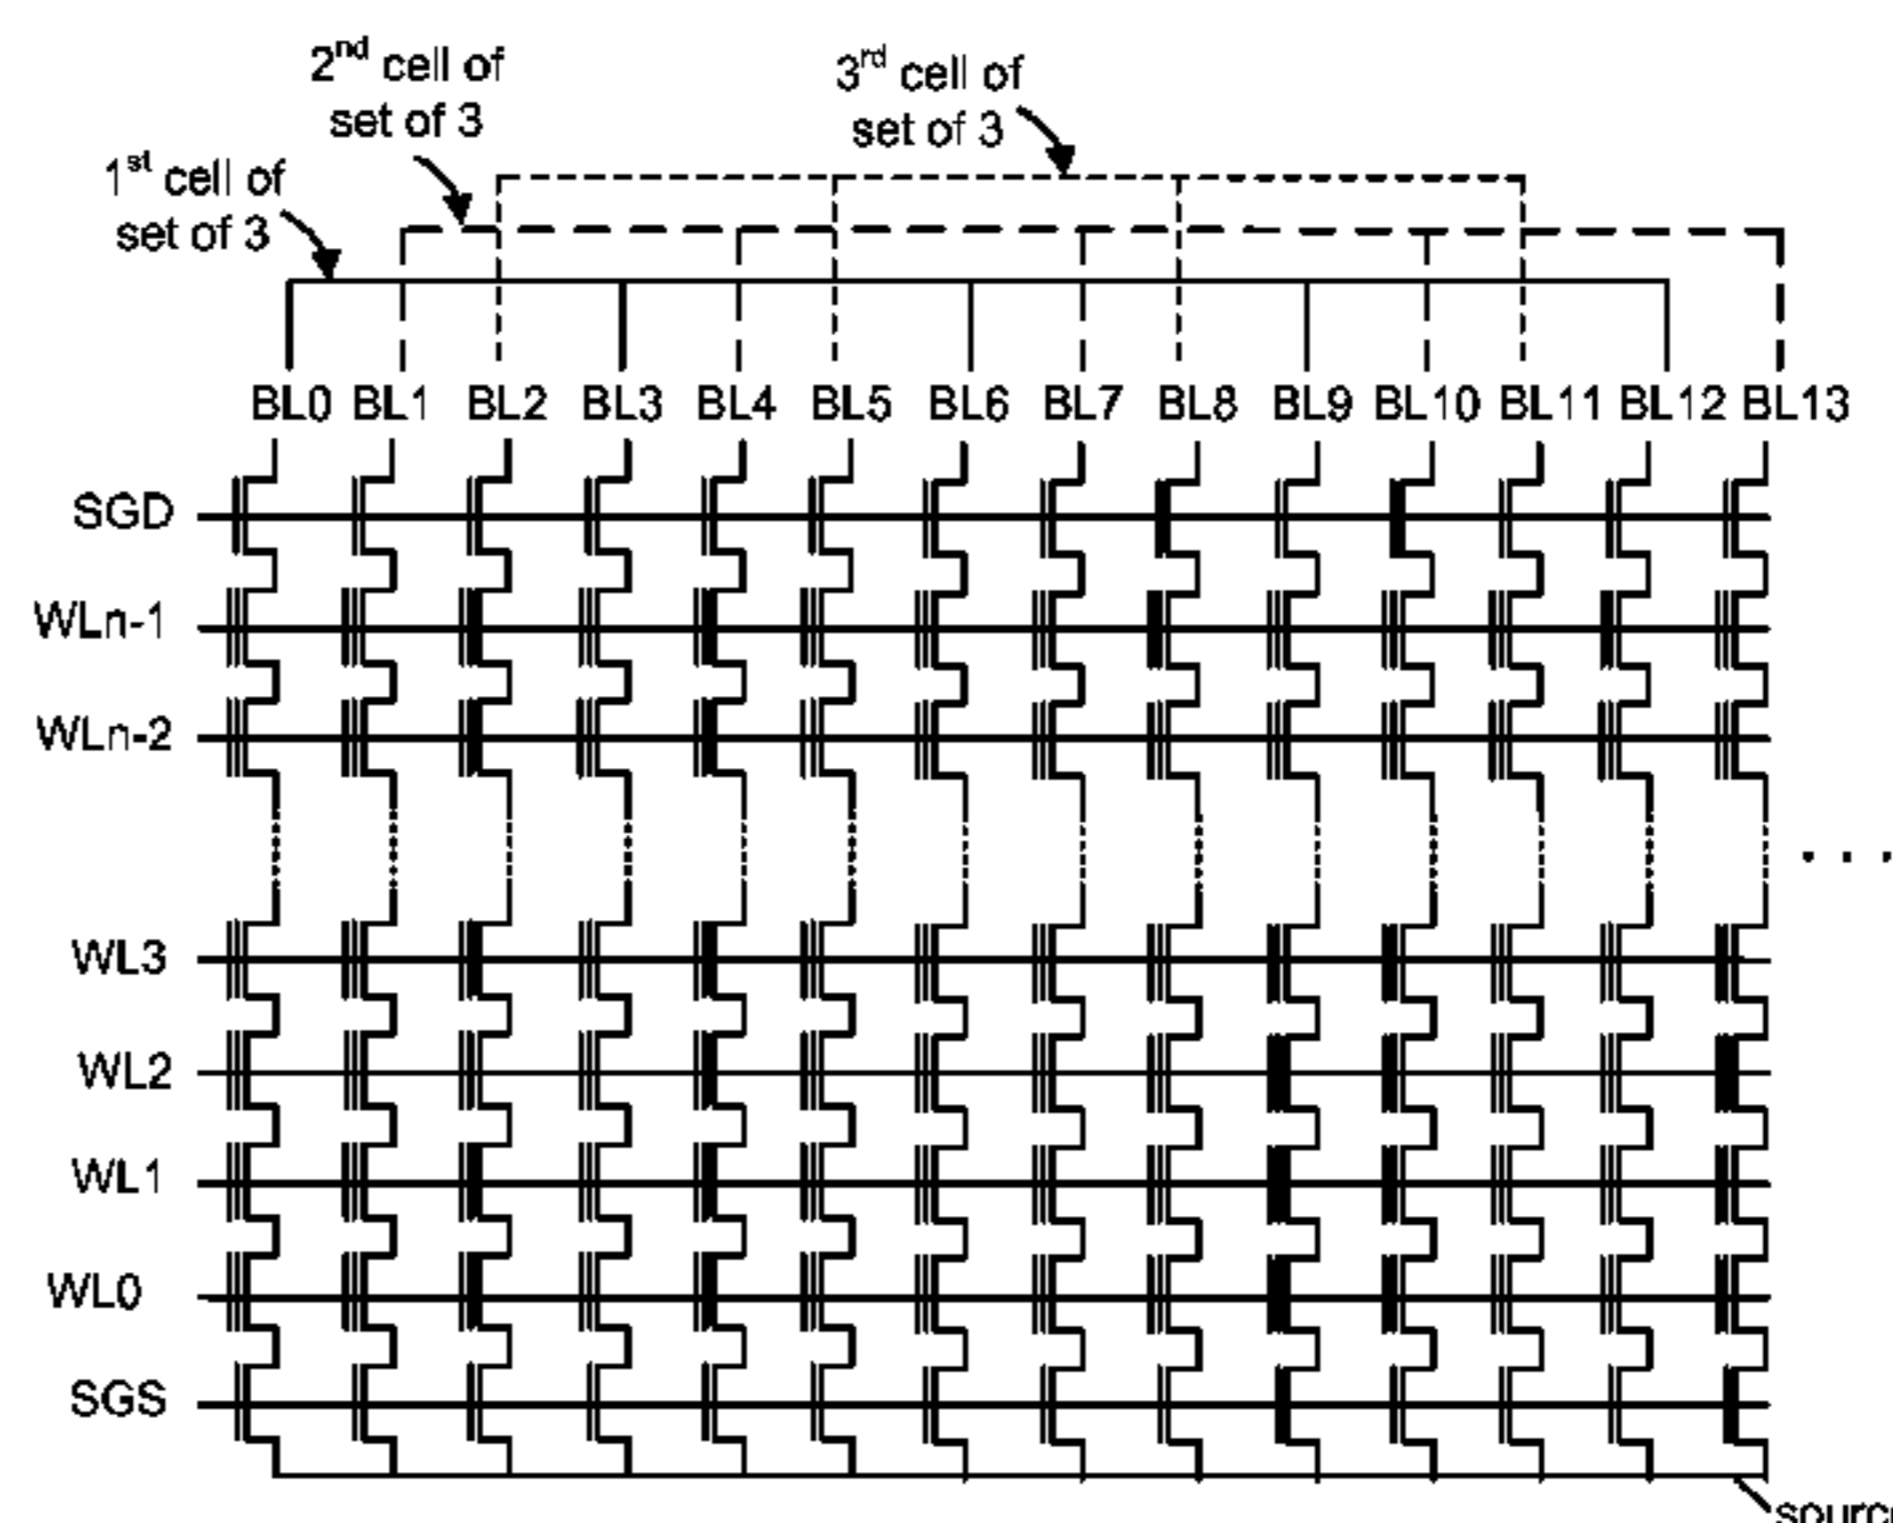 2nd cell of
set of 3
3rd cell of
set of 3
1st cell of
set of 3
BL0 BL1 BL2 BL3 BL4 BL5 BL6 BL7 BL8 BL9 BL10 BL11 BL12 BL13
SGD
WLn-1
WLn-2
. . .
WL3
WL2
WL1
WL0
SGS
source